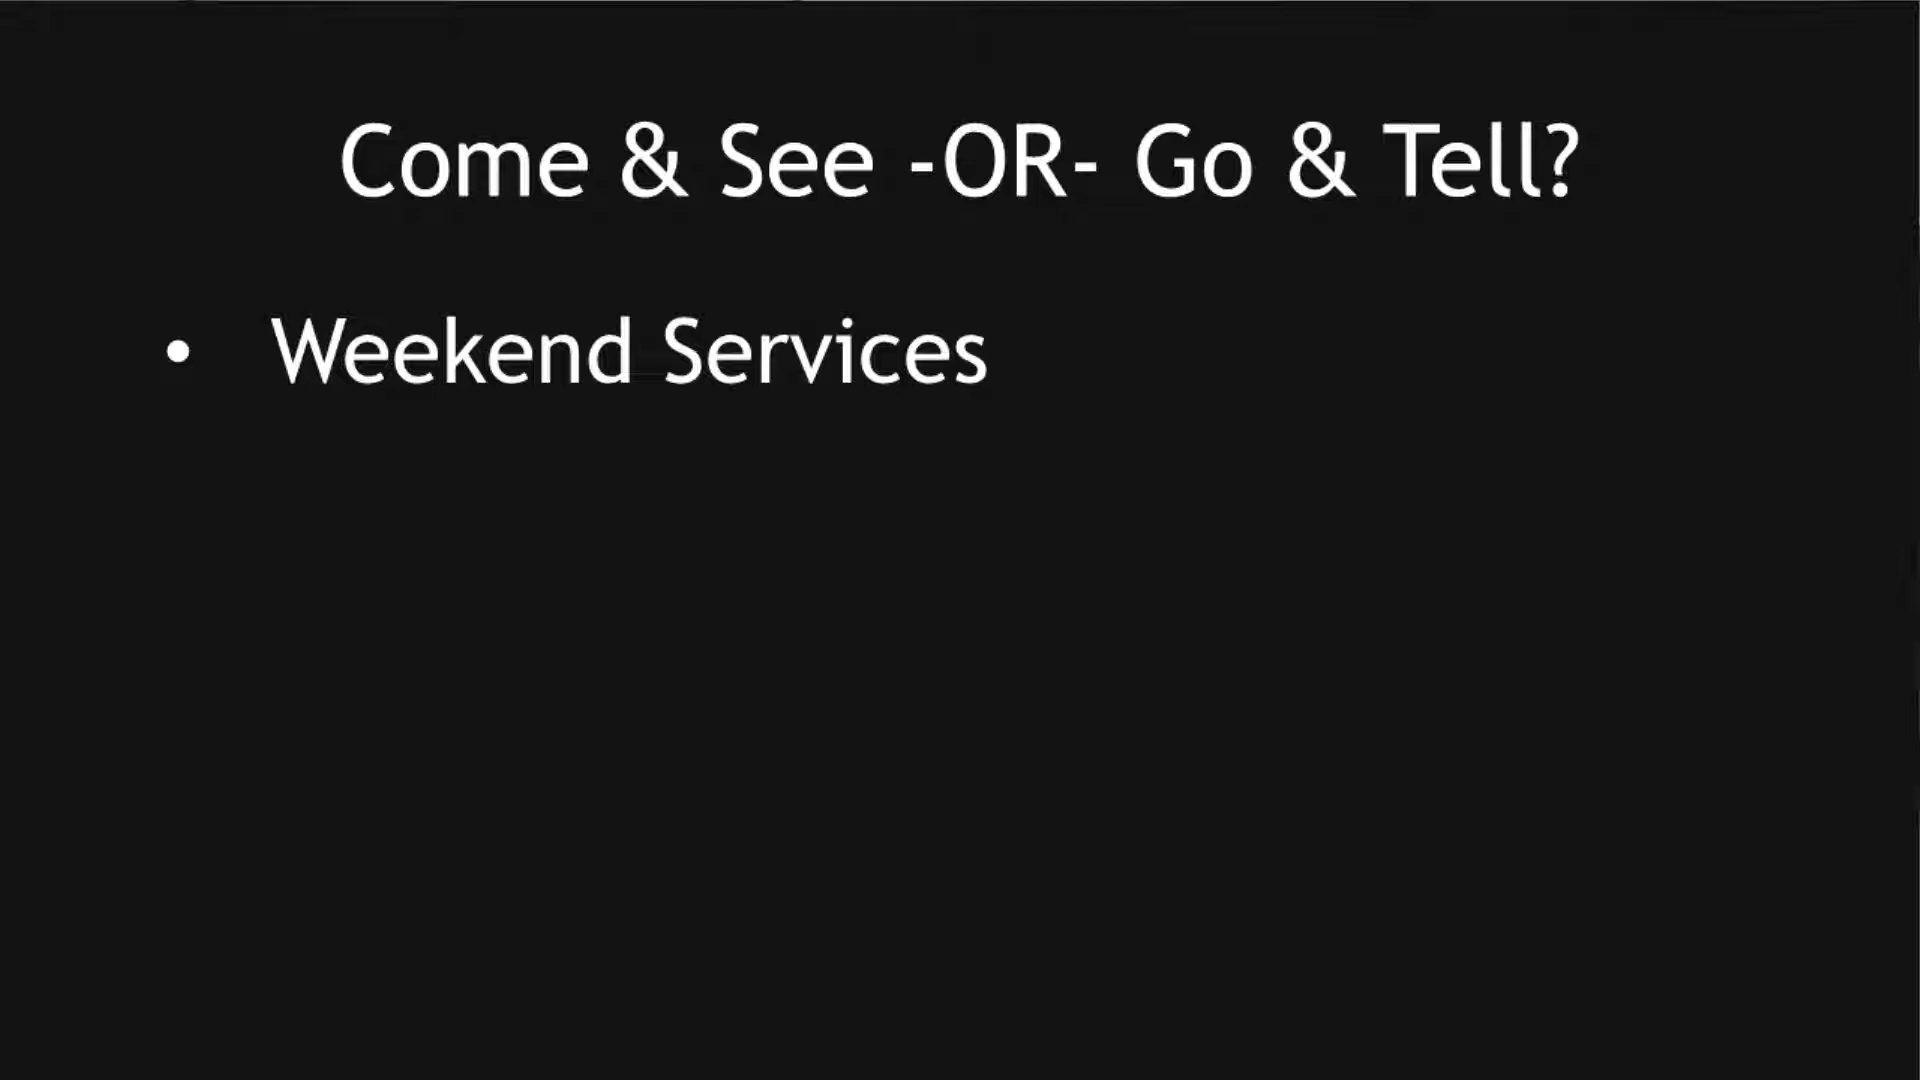 Come & See -OR- Go & Tell?
• Weekend Services